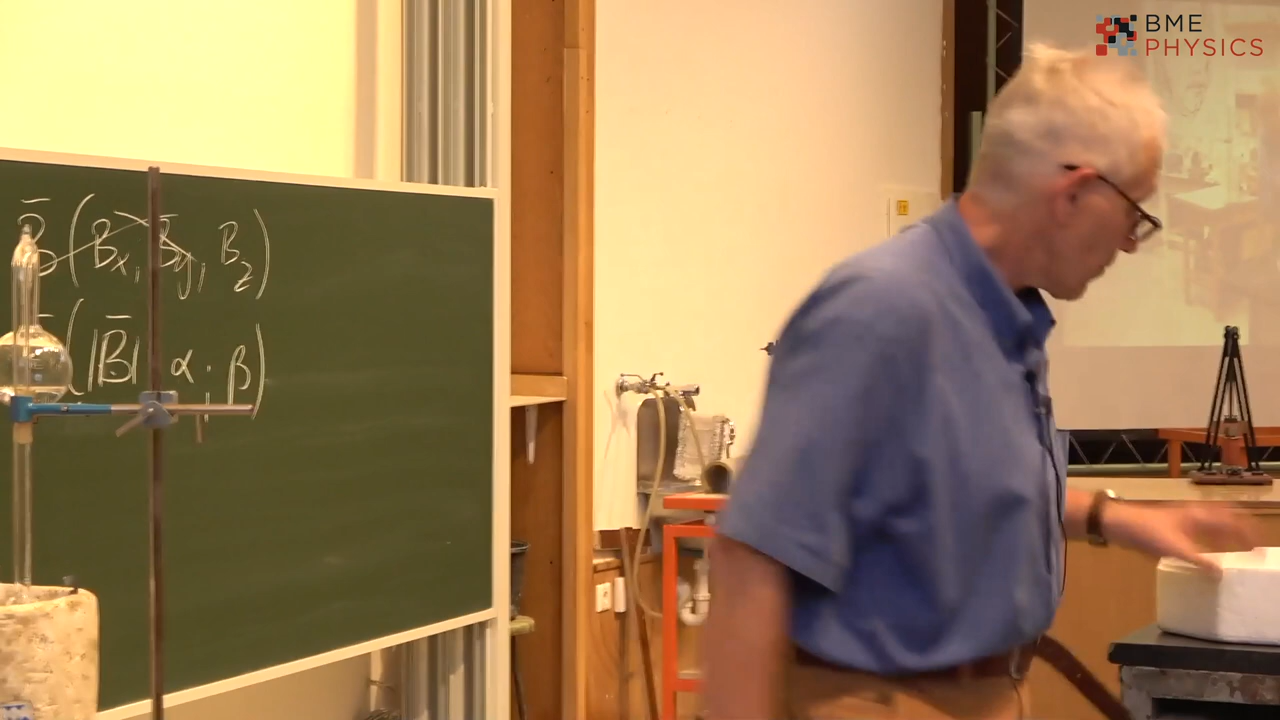 BME
PHYSICS
B̄ (Bx, By, Bz)
(|B̄| α, β)